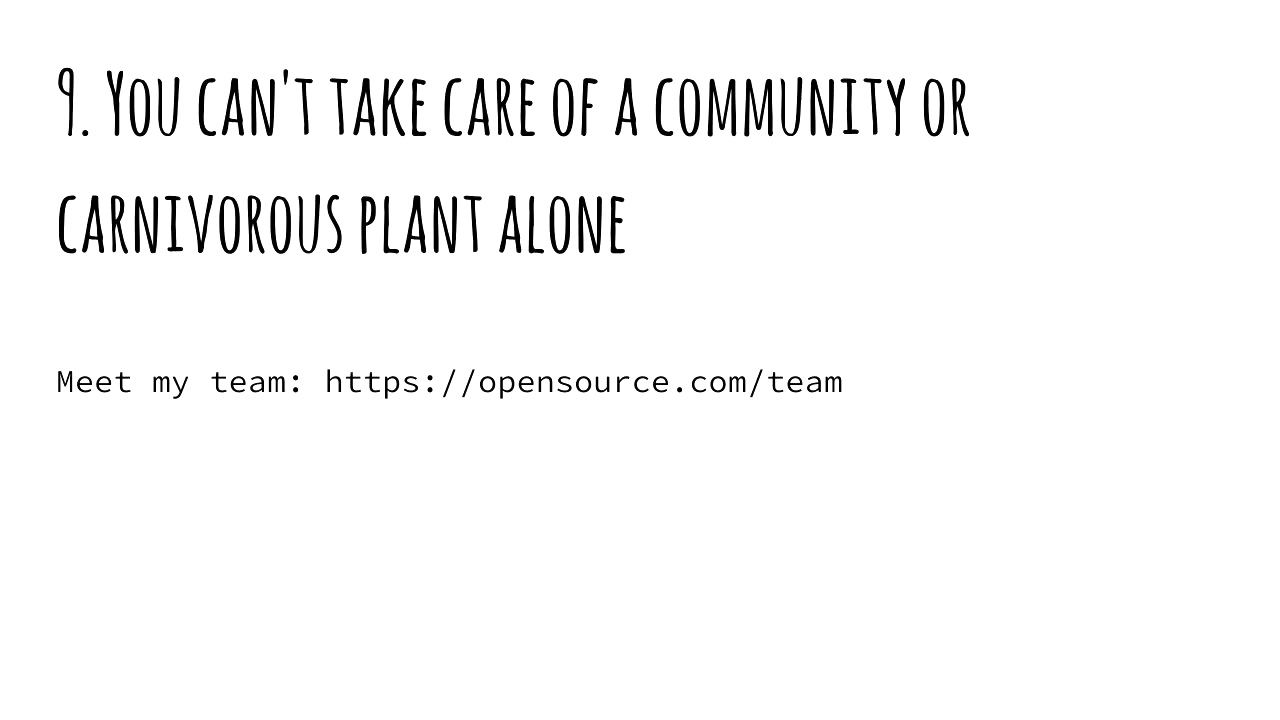 9. You can't take care of a community or
carnivorous plant alone
Meet my team: https://opensource.com/team